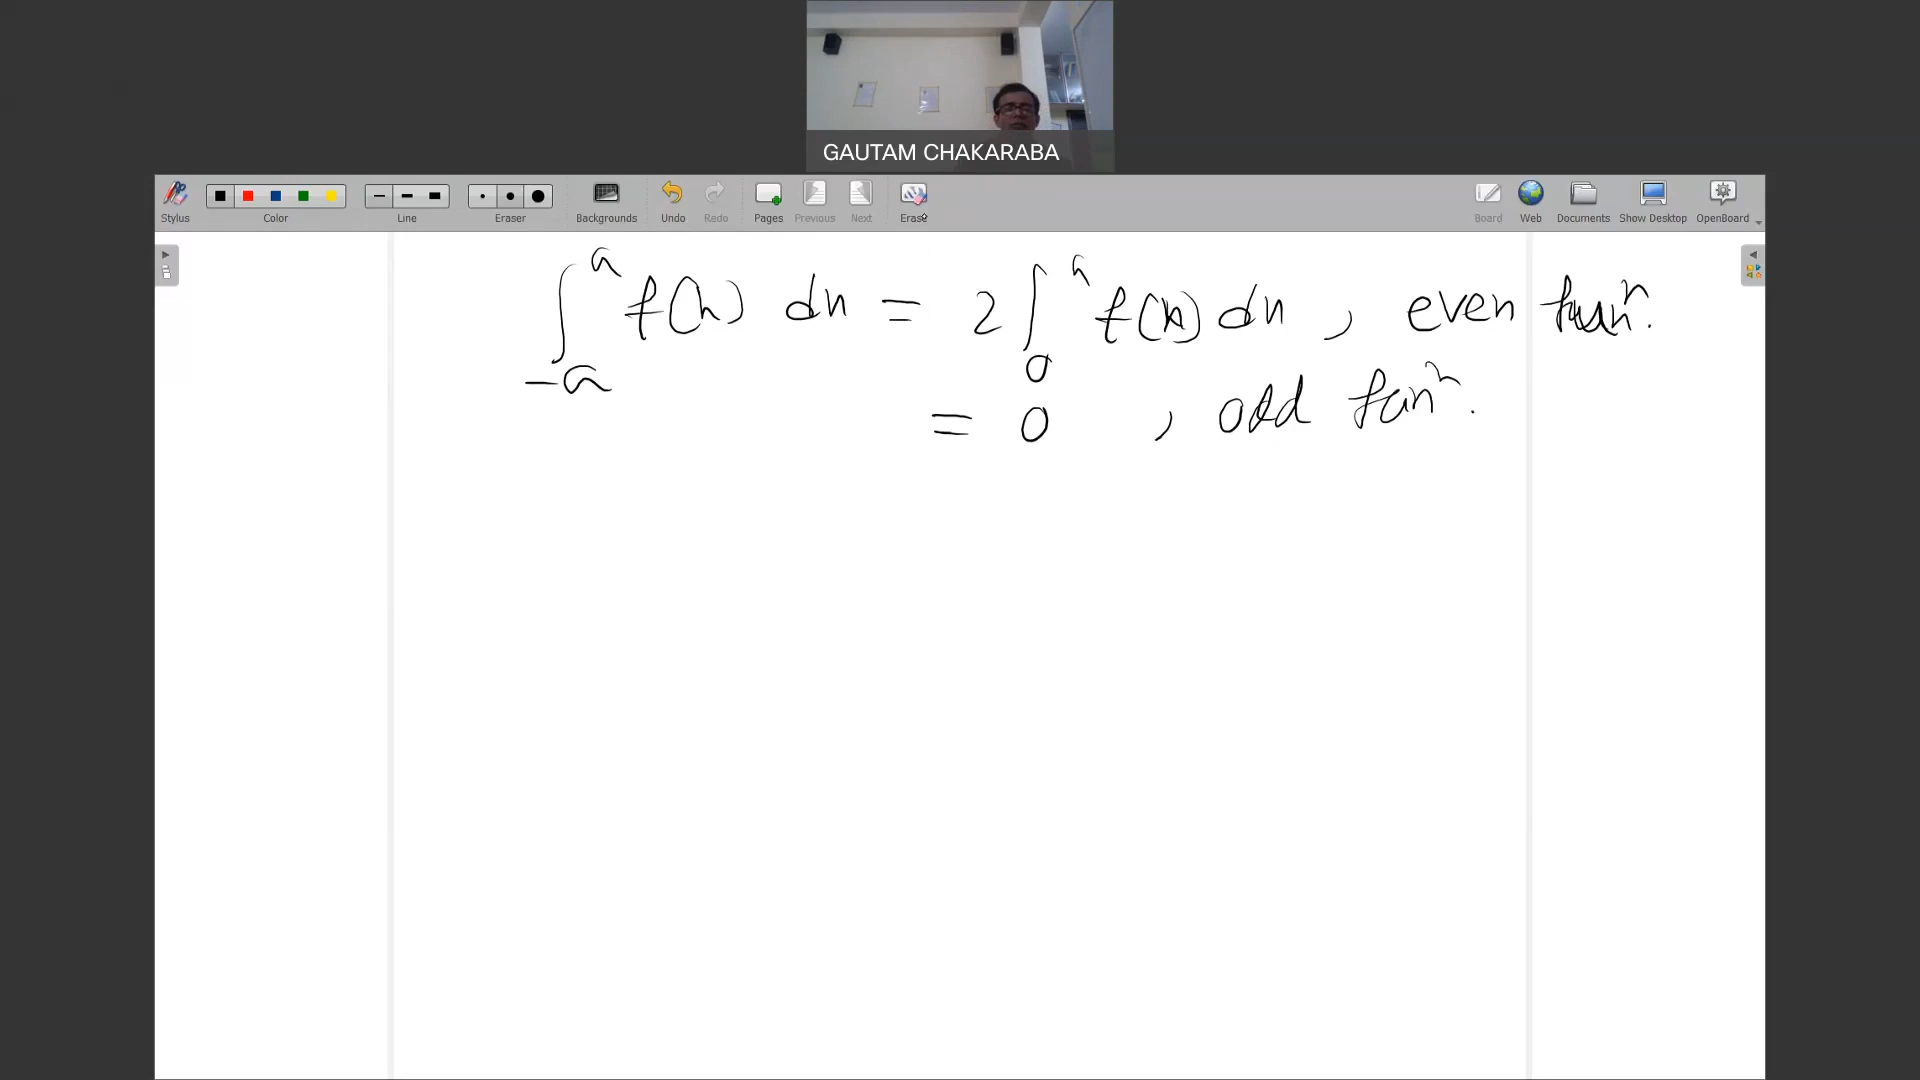 GAUTAM CHAKARABA
Stylus Color Line Eraser Backgrounds Undo Redo Pages Previous Next Erase Board Web Documents Show Desktop OpenBoard
∫_{-a}^{a} f(x) dx = 2 ∫_{0}^{a} f(x) dx , even funⁿ.
= 0 , odd funⁿ.